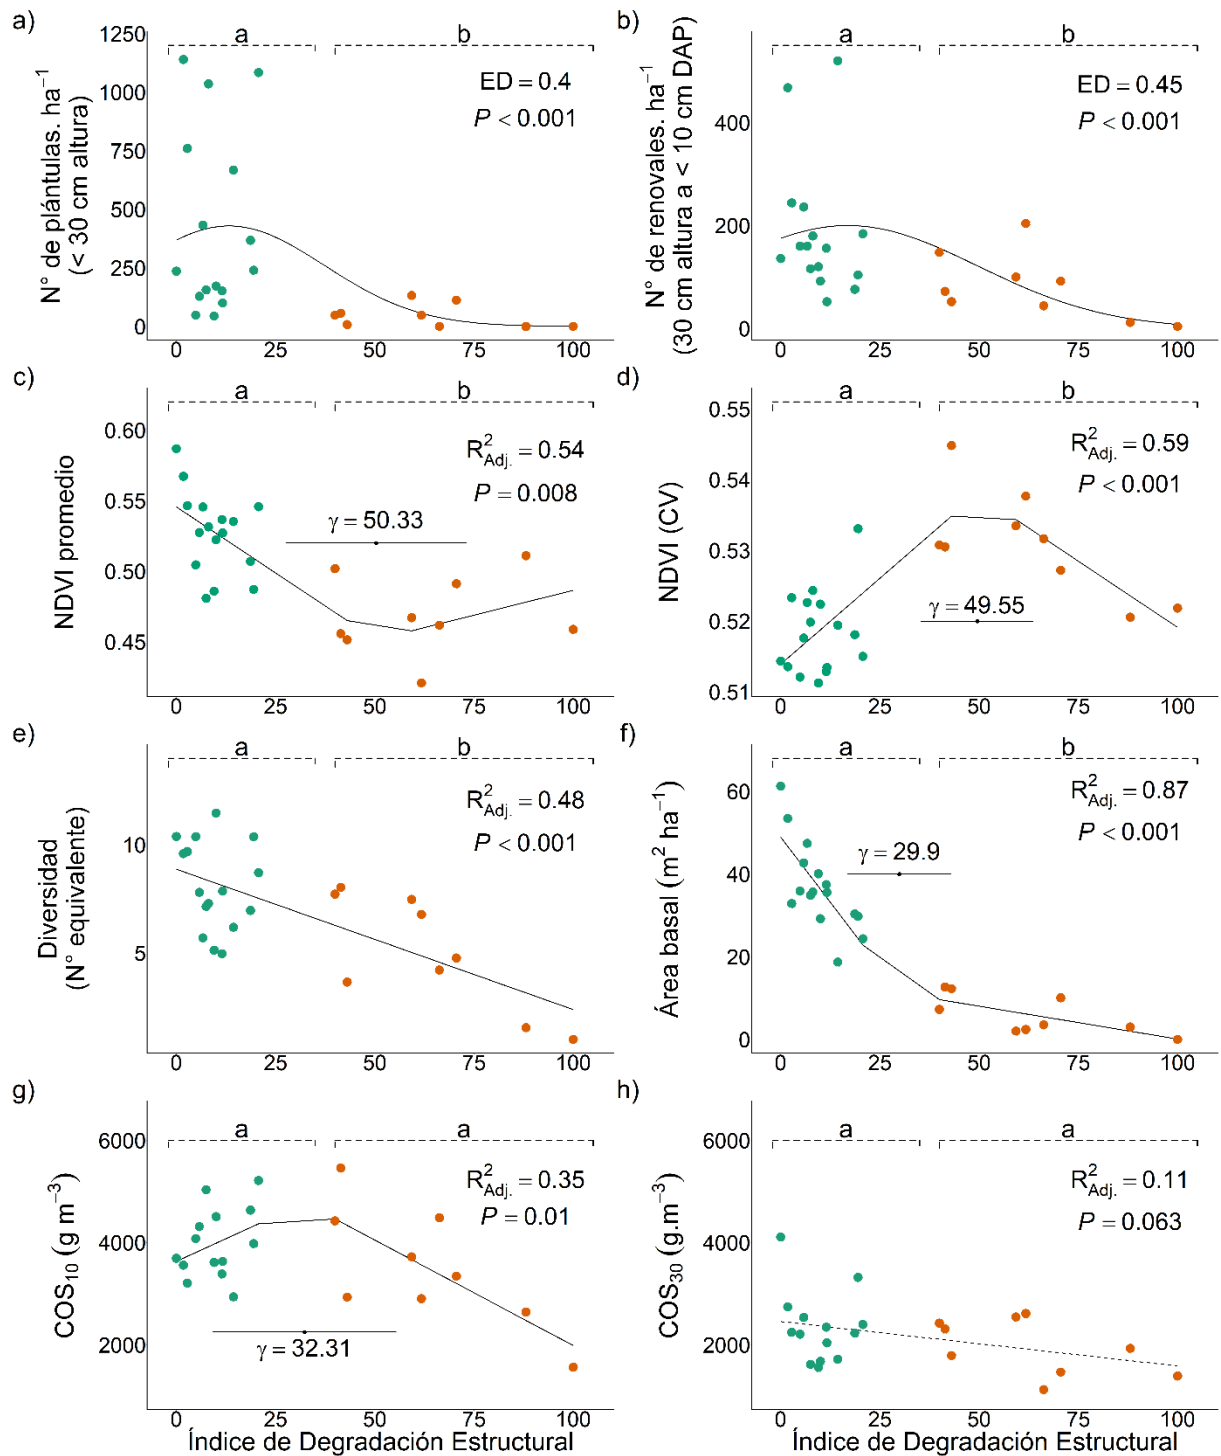 a)
a
b
1250
1000
750
500
250
0
N° de plántulas. ha⁻¹
(< 30 cm altura)
ED = 0.4
P < 0.001
0 25 50 75 100
b)
a
b
400
200
0
N° de renovales. ha⁻¹
(30 cm altura a < 10 cm DAP)
ED = 0.45
P < 0.001
0 25 50 75 100
c)
a
b
0.60
0.55
0.50
0.45
NDVI promedio
R²Adj. = 0.54
P = 0.008
γ = 50.33
0 25 50 75 100
d)
a
b
0.55
0.54
0.53
0.52
0.51
NDVI (CV)
R²Adj. = 0.59
P < 0.001
γ = 49.55
0 25 50 75 100
e)
a
b
10
5
Diversidad
(N° equivalente)
R²Adj. = 0.48
P < 0.001
0 25 50 75 100
f)
a
b
60
40
20
0
Área basal (m² ha⁻¹)
R²Adj. = 0.87
P < 0.001
γ = 29.9
0 25 50 75 100
g)
a
a
6000
4000
2000
COS₁₀ (g m⁻³)
R²Adj. = 0.35
P = 0.01
γ = 32.31
0 25 50 75 100
Índice de Degradación Estructural
h)
a
a
6000
4000
2000
COS₃₀ (g.m⁻³)
R²Adj. = 0.11
P = 0.063
0 25 50 75 100
Índice de Degradación Estructural